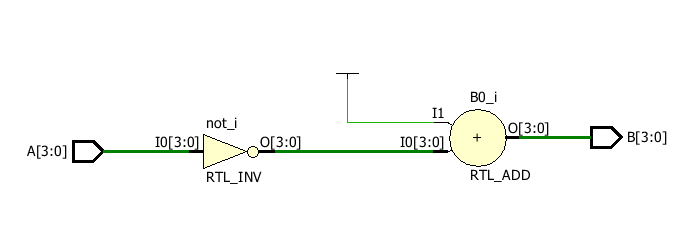 B0_i
not_i
I1
A[3:0]
I0[3:0]
O[3:0]
I0[3:0]
+
O[3:0]
B[3:0]
RTL_INV
RTL_ADD